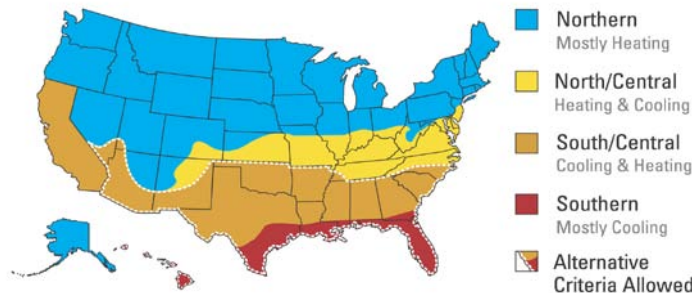 Northern
Mostly Heating
North/Central
Heating & Cooling
South/Central
Cooling & Heating
Southern
Mostly Cooling
Alternative
Criteria Allowed